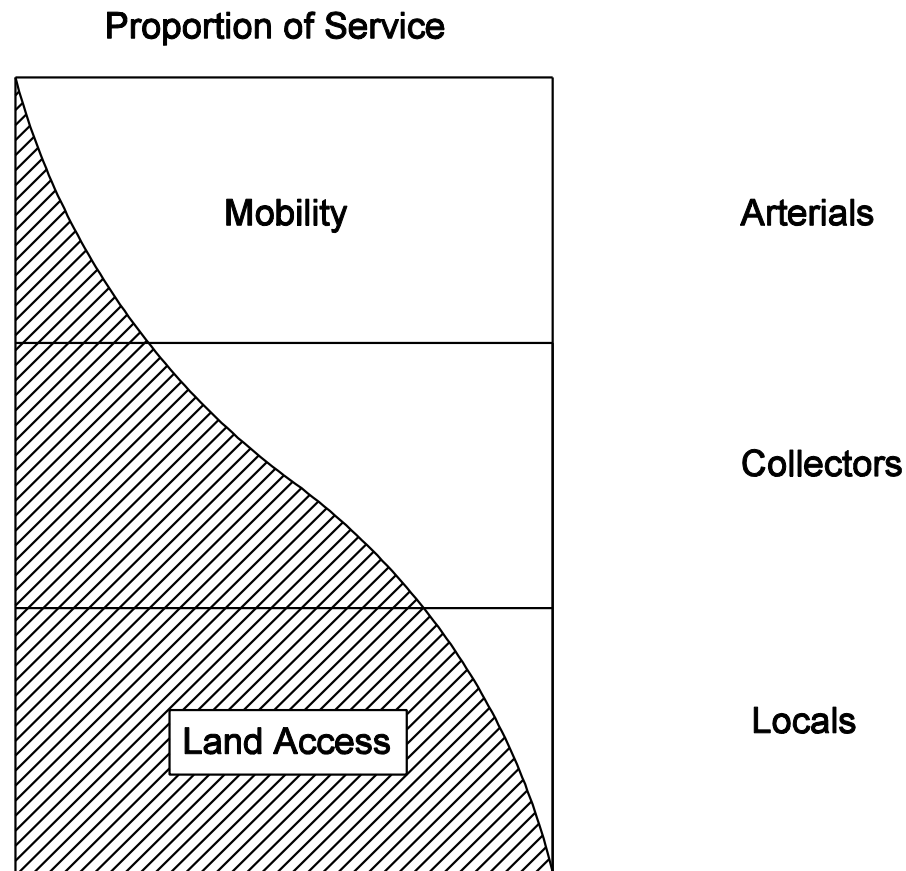 Proportion of Service
Mobility
Arterials
Collectors
Land Access
Locals